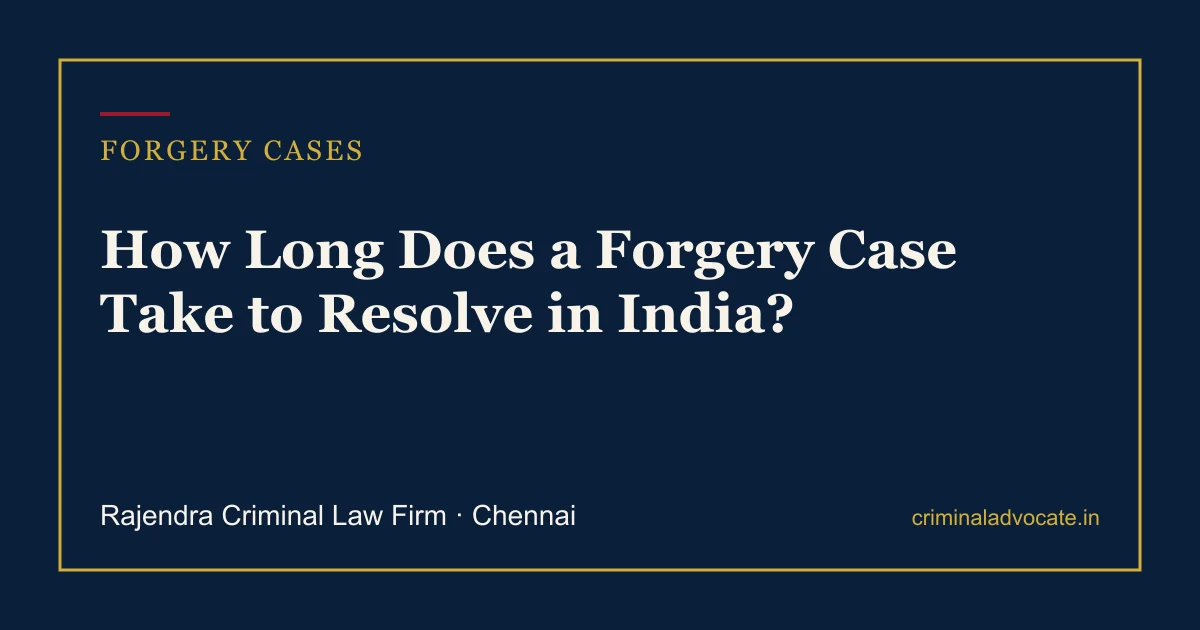 FORGERY CASES
How Long Does a Forgery Case
Take to Resolve in India?
Rajendra Criminal Law Firm · Chennai
criminaladvocate.in